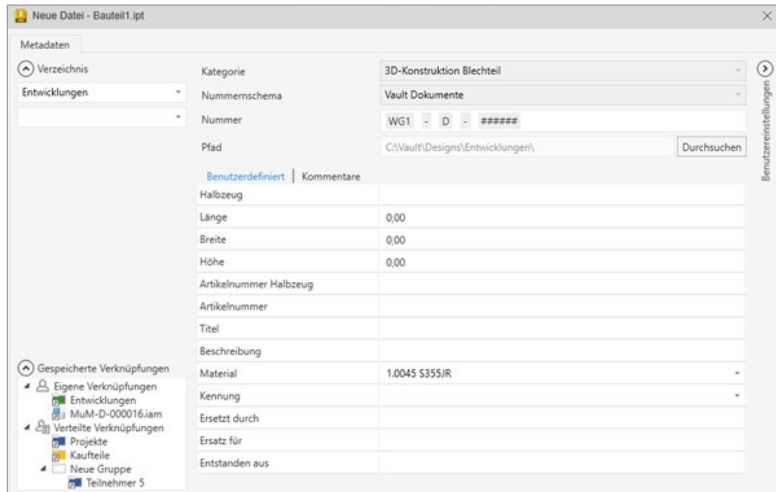 Neue Datei - Bauteil1.ipt
Metadaten
Verzeichnis
Entwicklungen
Kategorie 3D-Konstruktion Blechteil
Nummernschema Vault Dokumente
Nummer WG1 - D - ######
Pfad C:\Vault\Designs\Entwicklungen\ Durchsuchen
Benutzereinstellungen
Benutzerdefiniert | Kommentare
Halbzeug
Länge 0,00
Breite 0,00
Höhe 0,00
Artikelnummer Halbzeug
Artikelnummer
Titel
Beschreibung
Material 1.0045 S355JR
Kennung
Ersetzt durch
Ersatz für
Entstanden aus
Gespeicherte Verknüpfungen
Eigene Verknüpfungen
Entwicklungen
MuM-D-000016.iam
Verteilte Verknüpfungen
Projekte
Kaufteile
Neue Gruppe
Teilnehmer 5